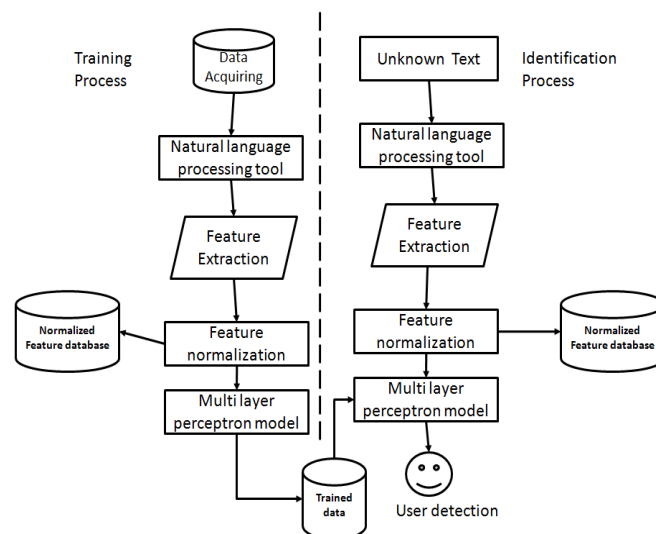 Training
Process
Data
Acquiring
Natural language
processing tool
Feature
Extraction
Normalized
Feature database
Feature
normalization
Multi layer
perceptron model
Trained
data
Unknown Text
Identification
Process
Natural language
processing tool
Feature
Extraction
Feature
normalization
Normalized
Feature database
Multi layer
perceptron model
User detection